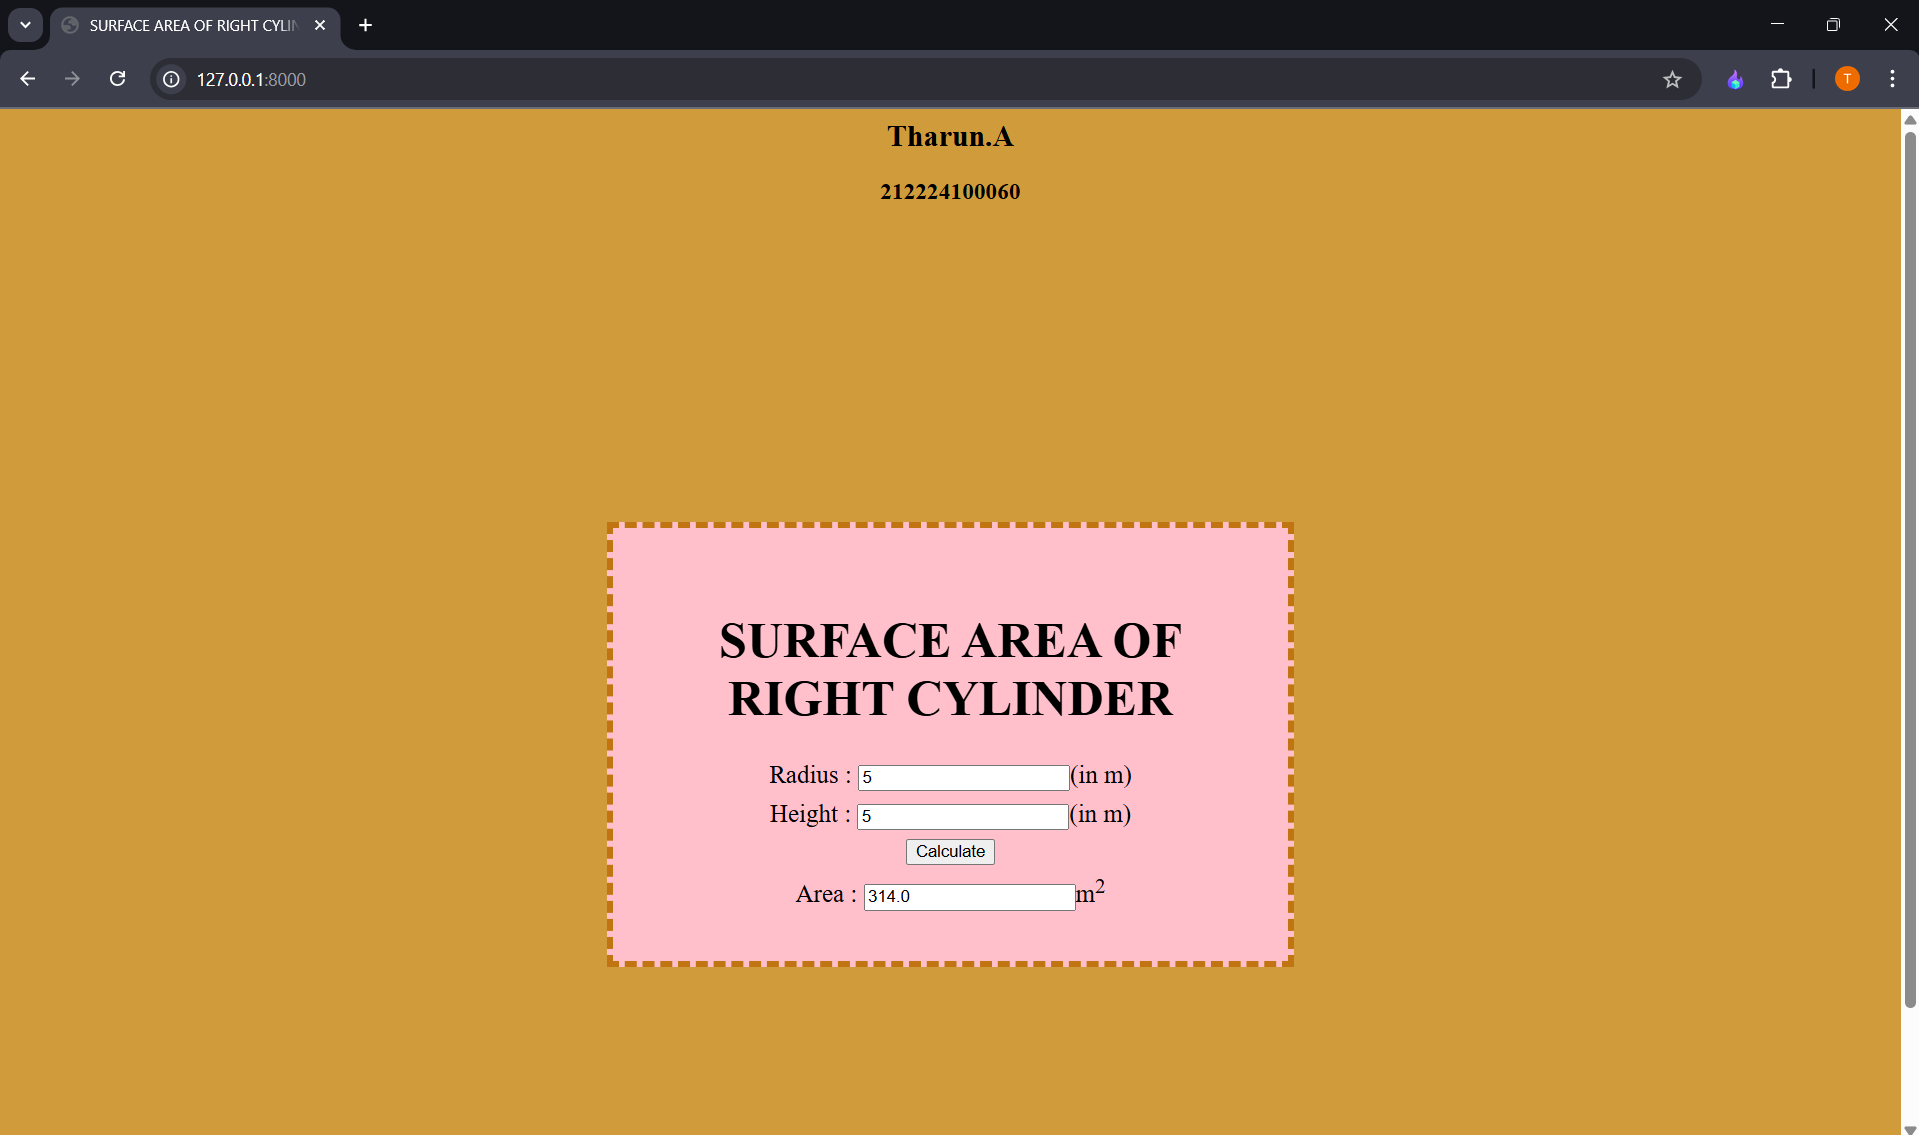 SURFACE AREA OF RIGHT CYLIN
127.0.0.1:8000
T
Tharun.A
212224100060
SURFACE AREA OF
RIGHT CYLINDER
Radius : 5 (in m)
Height : 5 (in m)
Calculate
Area : 314.0 m²